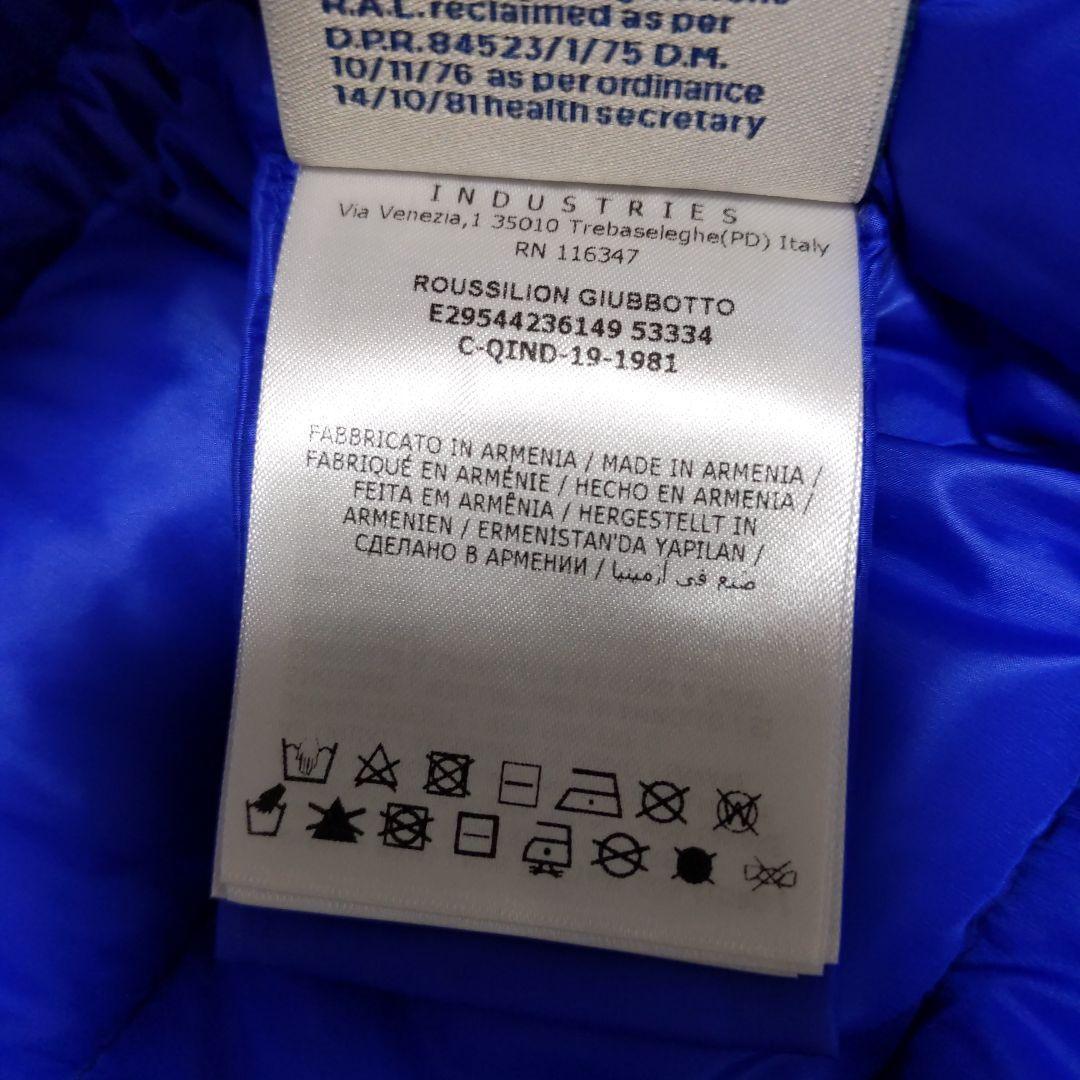 R.A.L. reclaimed as per
D.P.R. 84523/1/75 D.M.
10/11/76 as per ordinance
14/10/81 health secretary
INDUSTRIES
Via Venezia,1 35010 Trebaseleghe(PD) Italy
RN 116347
ROUSSILION GIUBBOTTO
E29544236149 53334
C-QIND-19-1981
FABBRICATO IN ARMENIA / MADE IN ARMENIA /
FABRIQUÉ EN ARMÉNIE / HECHO EN ARMENIA /
FEITA EM ARMÊNIA / HERGESTELLT IN
ARMENIEN / ERMENİSTAN'DA YAPILAN /
СДЕЛАНО В АРМЕНИИ / صنع في أرمينيا
W